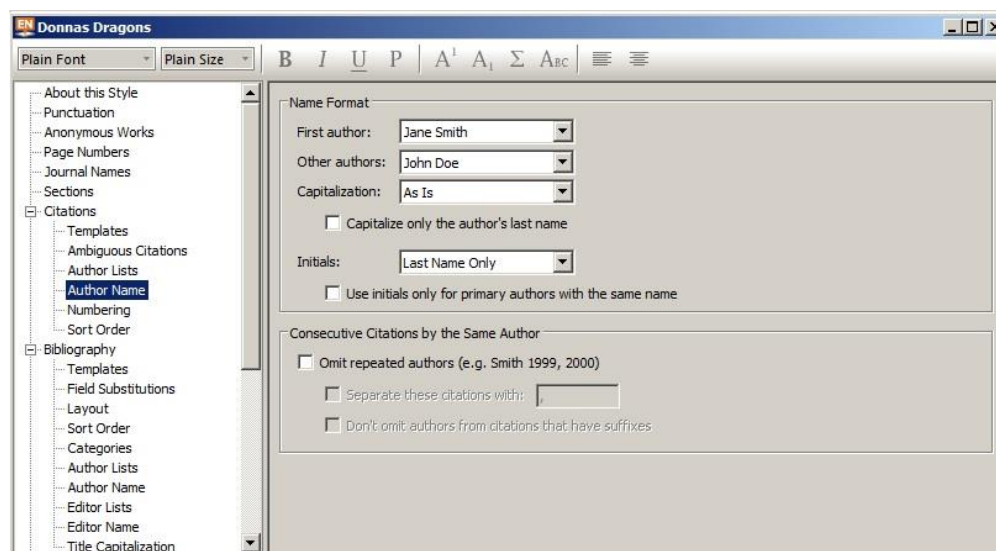 EN Donnas Dragons
Plain Font Plain Size B I U P A¹ A₁ Σ ABC
About this Style
Punctuation
Anonymous Works
Page Numbers
Journal Names
Sections
Citations
Templates
Ambiguous Citations
Author Lists
Author Name
Numbering
Sort Order
Bibliography
Templates
Field Substitutions
Layout
Sort Order
Categories
Author Lists
Author Name
Editor Lists
Editor Name
Title Capitalization
Name Format
First author: Jane Smith
Other authors: John Doe
Capitalization: As Is
Capitalize only the author's last name
Initials: Last Name Only
Use initials only for primary authors with the same name
Consecutive Citations by the Same Author
Omit repeated authors (e.g. Smith 1999, 2000)
Separate these citations with: ,
Don't omit authors from citations that have suffixes